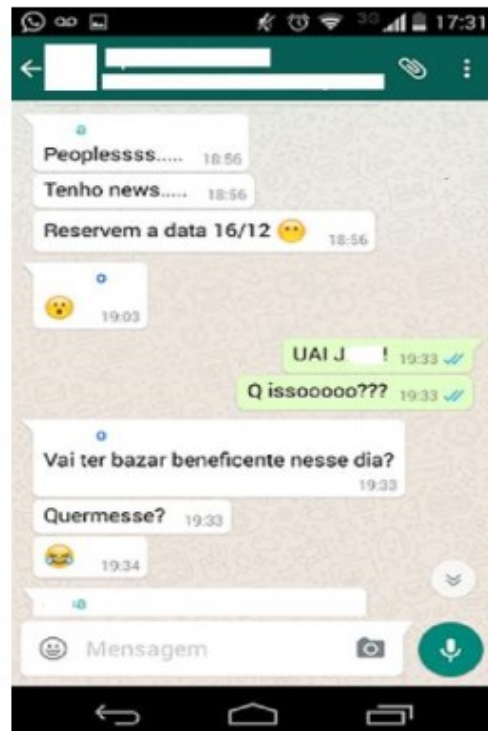 3G 17:31
Peoplessss..... 18:56
Tenho news..... 18:56
Reservem a data 16/12 18:56
19:03
UAI J !
19:33
Q issooooo??? 19:33
Vai ter bazar beneficente nesse dia?
19:33
Quermesse? 19:33
19:34
Mensagem